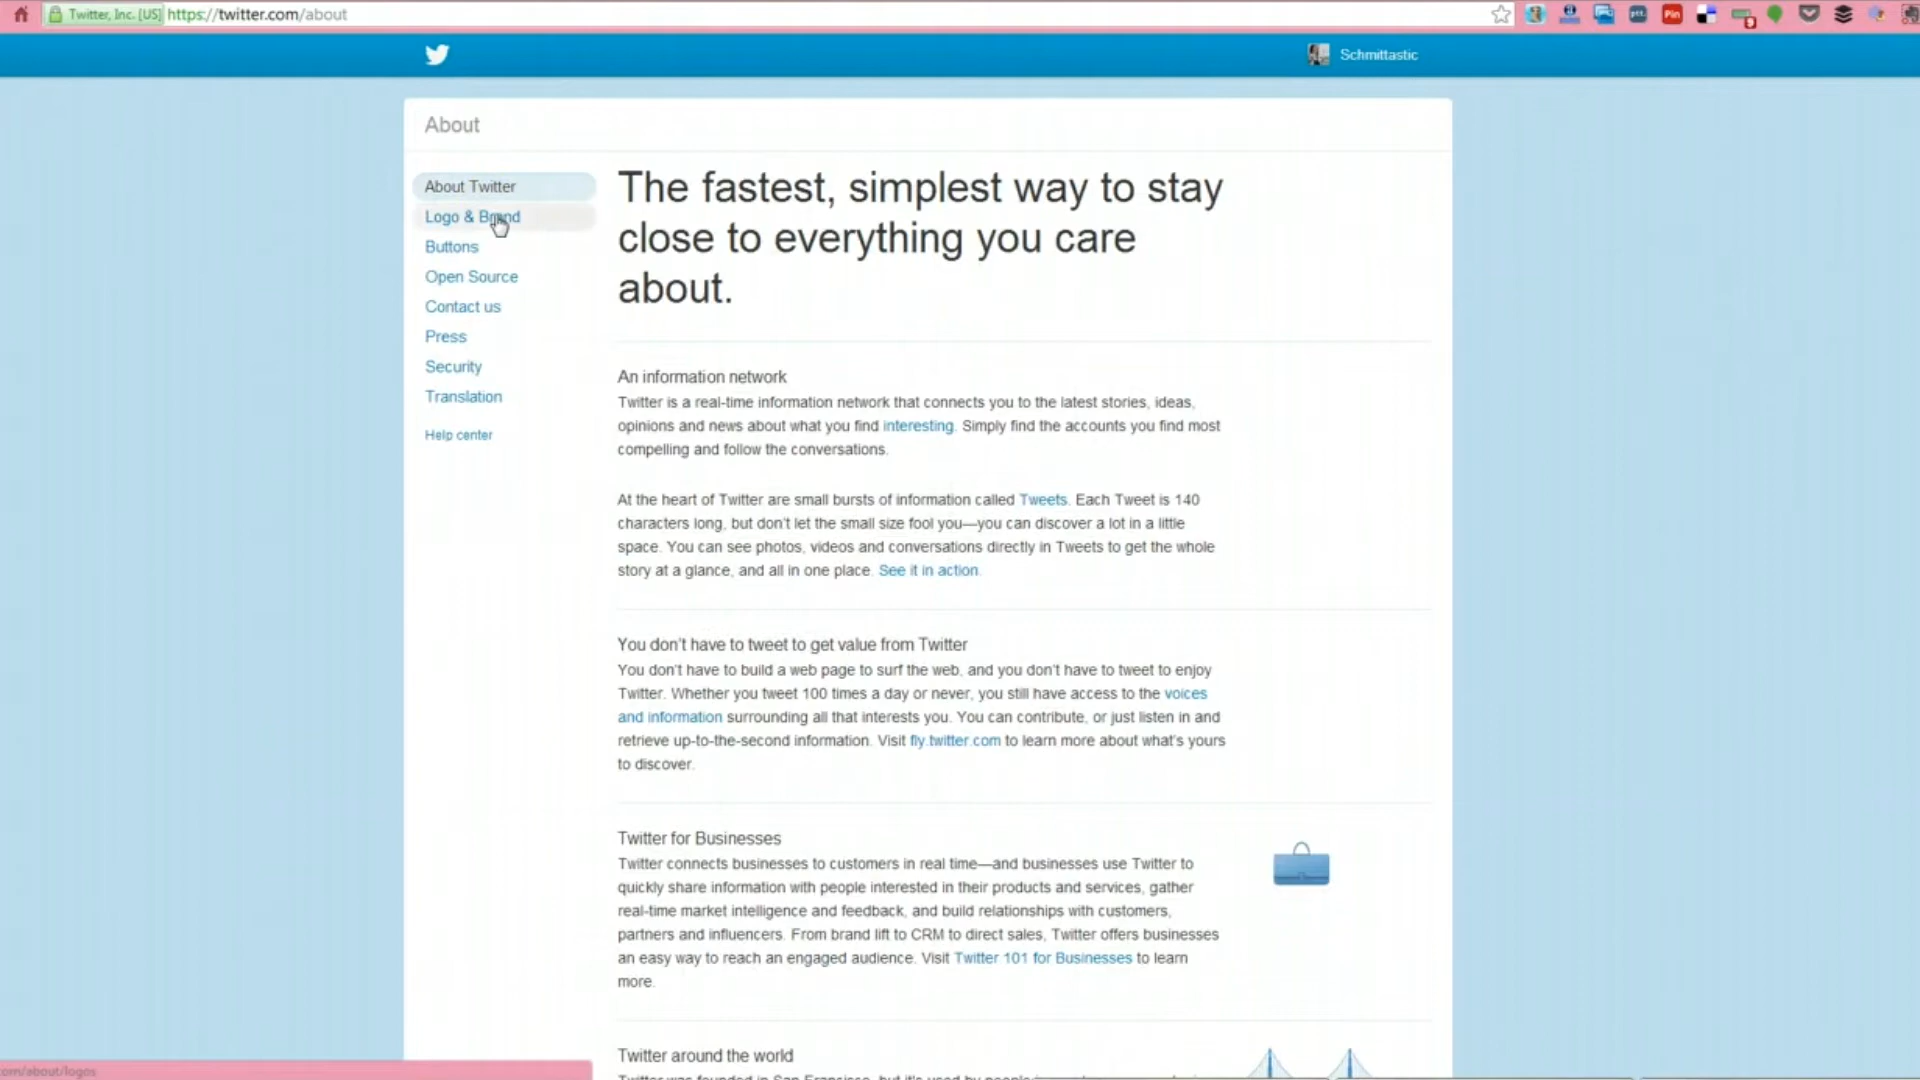 Twitter, Inc. [US] https://twitter.com/about
Schmittastic
About
About Twitter
Logo & Brand
Buttons
Open Source
Contact us
Press
Security
Translation
Help center
The fastest, simplest way to stay
close to everything you care
about.
An information network
Twitter is a real-time information network that connects you to the latest stories, ideas,
opinions and news about what you find interesting. Simply find the accounts you find most
compelling and follow the conversations.
At the heart of Twitter are small bursts of information called Tweets. Each Tweet is 140
characters long, but don't let the small size fool you—you can discover a lot in a little
space. You can see photos, videos and conversations directly in Tweets to get the whole
story at a glance, and all in one place. See it in action.
You don't have to tweet to get value from Twitter
You don't have to build a web page to surf the web, and you don't have to tweet to enjoy
Twitter. Whether you tweet 100 times a day or never, you still have access to the voices
and information surrounding all that interests you. You can contribute, or just listen in and
retrieve up-to-the-second information. Visit fly.twitter.com to learn more about what's yours
to discover.
Twitter for Businesses
Twitter connects businesses to customers in real time—and businesses use Twitter to
quickly share information with people interested in their products and services, gather
real-time market intelligence and feedback, and build relationships with customers,
partners and influencers. From brand lift to CRM to direct sales, Twitter offers businesses
an easy way to reach an engaged audience. Visit Twitter 101 for Businesses to learn
more.
Twitter around the world
Twitter was founded in San Francisco, but it's used by people
com/about/logos